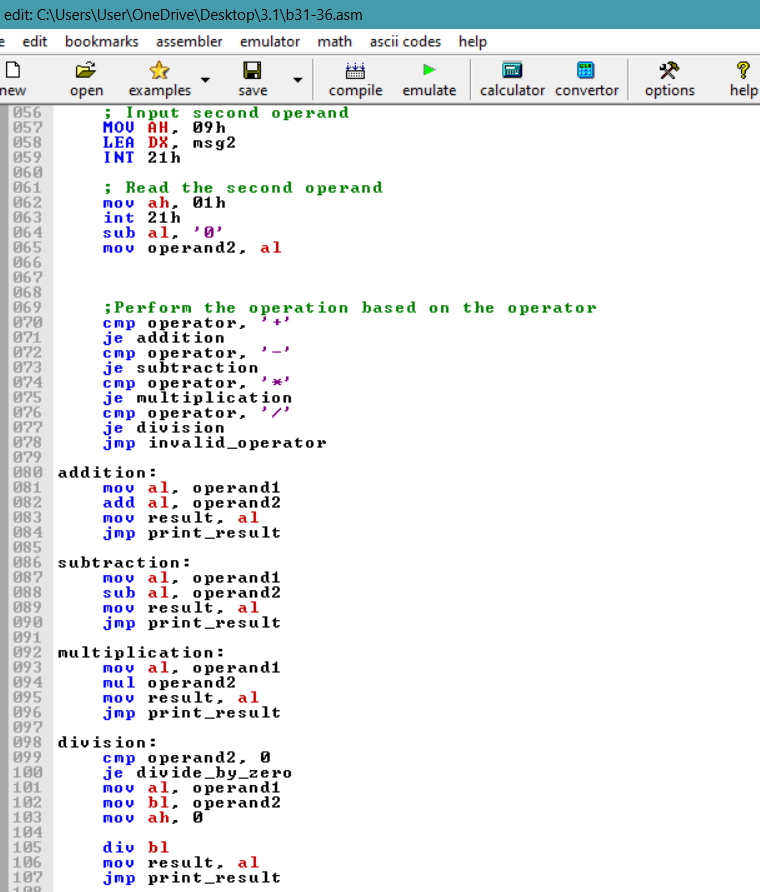 edit: C:\Users\User\OneDrive\Desktop\3.1\b31-36.asm
e edit bookmarks assembler emulator math ascii codes help
new open examples save compile emulate calculator convertor options help
056 ; Input second operand
057 MOV AH, 09h
058 LEA DX, msg2
059 INT 21h
060
061 ; Read the second operand
062 mov ah, 01h
063 int 21h
064 sub al, '0'
065 mov operand2, al
066
067
068
069 ;Perform the operation based on the operator
070 cmp operator, '+'
071 je addition
072 cmp operator, '-'
073 je subtraction
074 cmp operator, '*'
075 je multiplication
076 cmp operator, '/'
077 je division
078 jmp invalid_operator
079
080 addition:
081 mov al, operand1
082 add al, operand2
083 mov result, al
084 jmp print_result
085
086 subtraction:
087 mov al, operand1
088 sub al, operand2
089 mov result, al
090 jmp print_result
091
092 multiplication:
093 mov al, operand1
094 mul operand2
095 mov result, al
096 jmp print_result
097
098 division:
099 cmp operand2, 0
100 je divide_by_zero
101 mov al, operand1
102 mov bl, operand2
103 mov ah, 0
104
105 div bl
106 mov result, al
107 jmp print_result
108